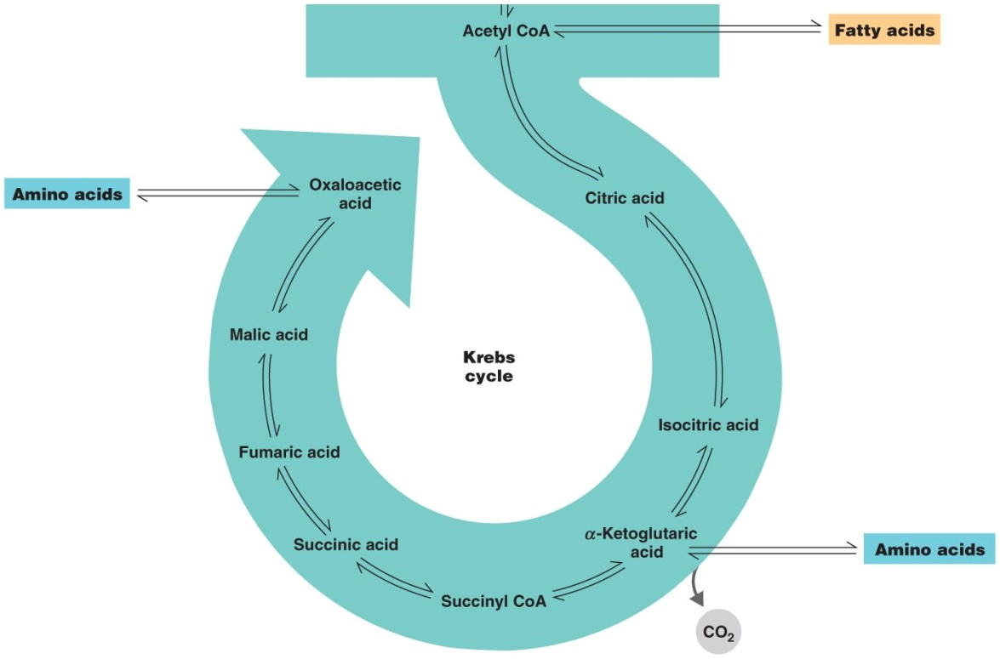 Acetyl CoA
Fatty acids
Amino acids
Oxaloacetic
acid
Citric acid
Malic acid
Krebs
cycle
Isocitric acid
Fumaric acid
Succinic acid
α-Ketoglutaric
acid
Amino acids
Succinyl CoA
CO₂